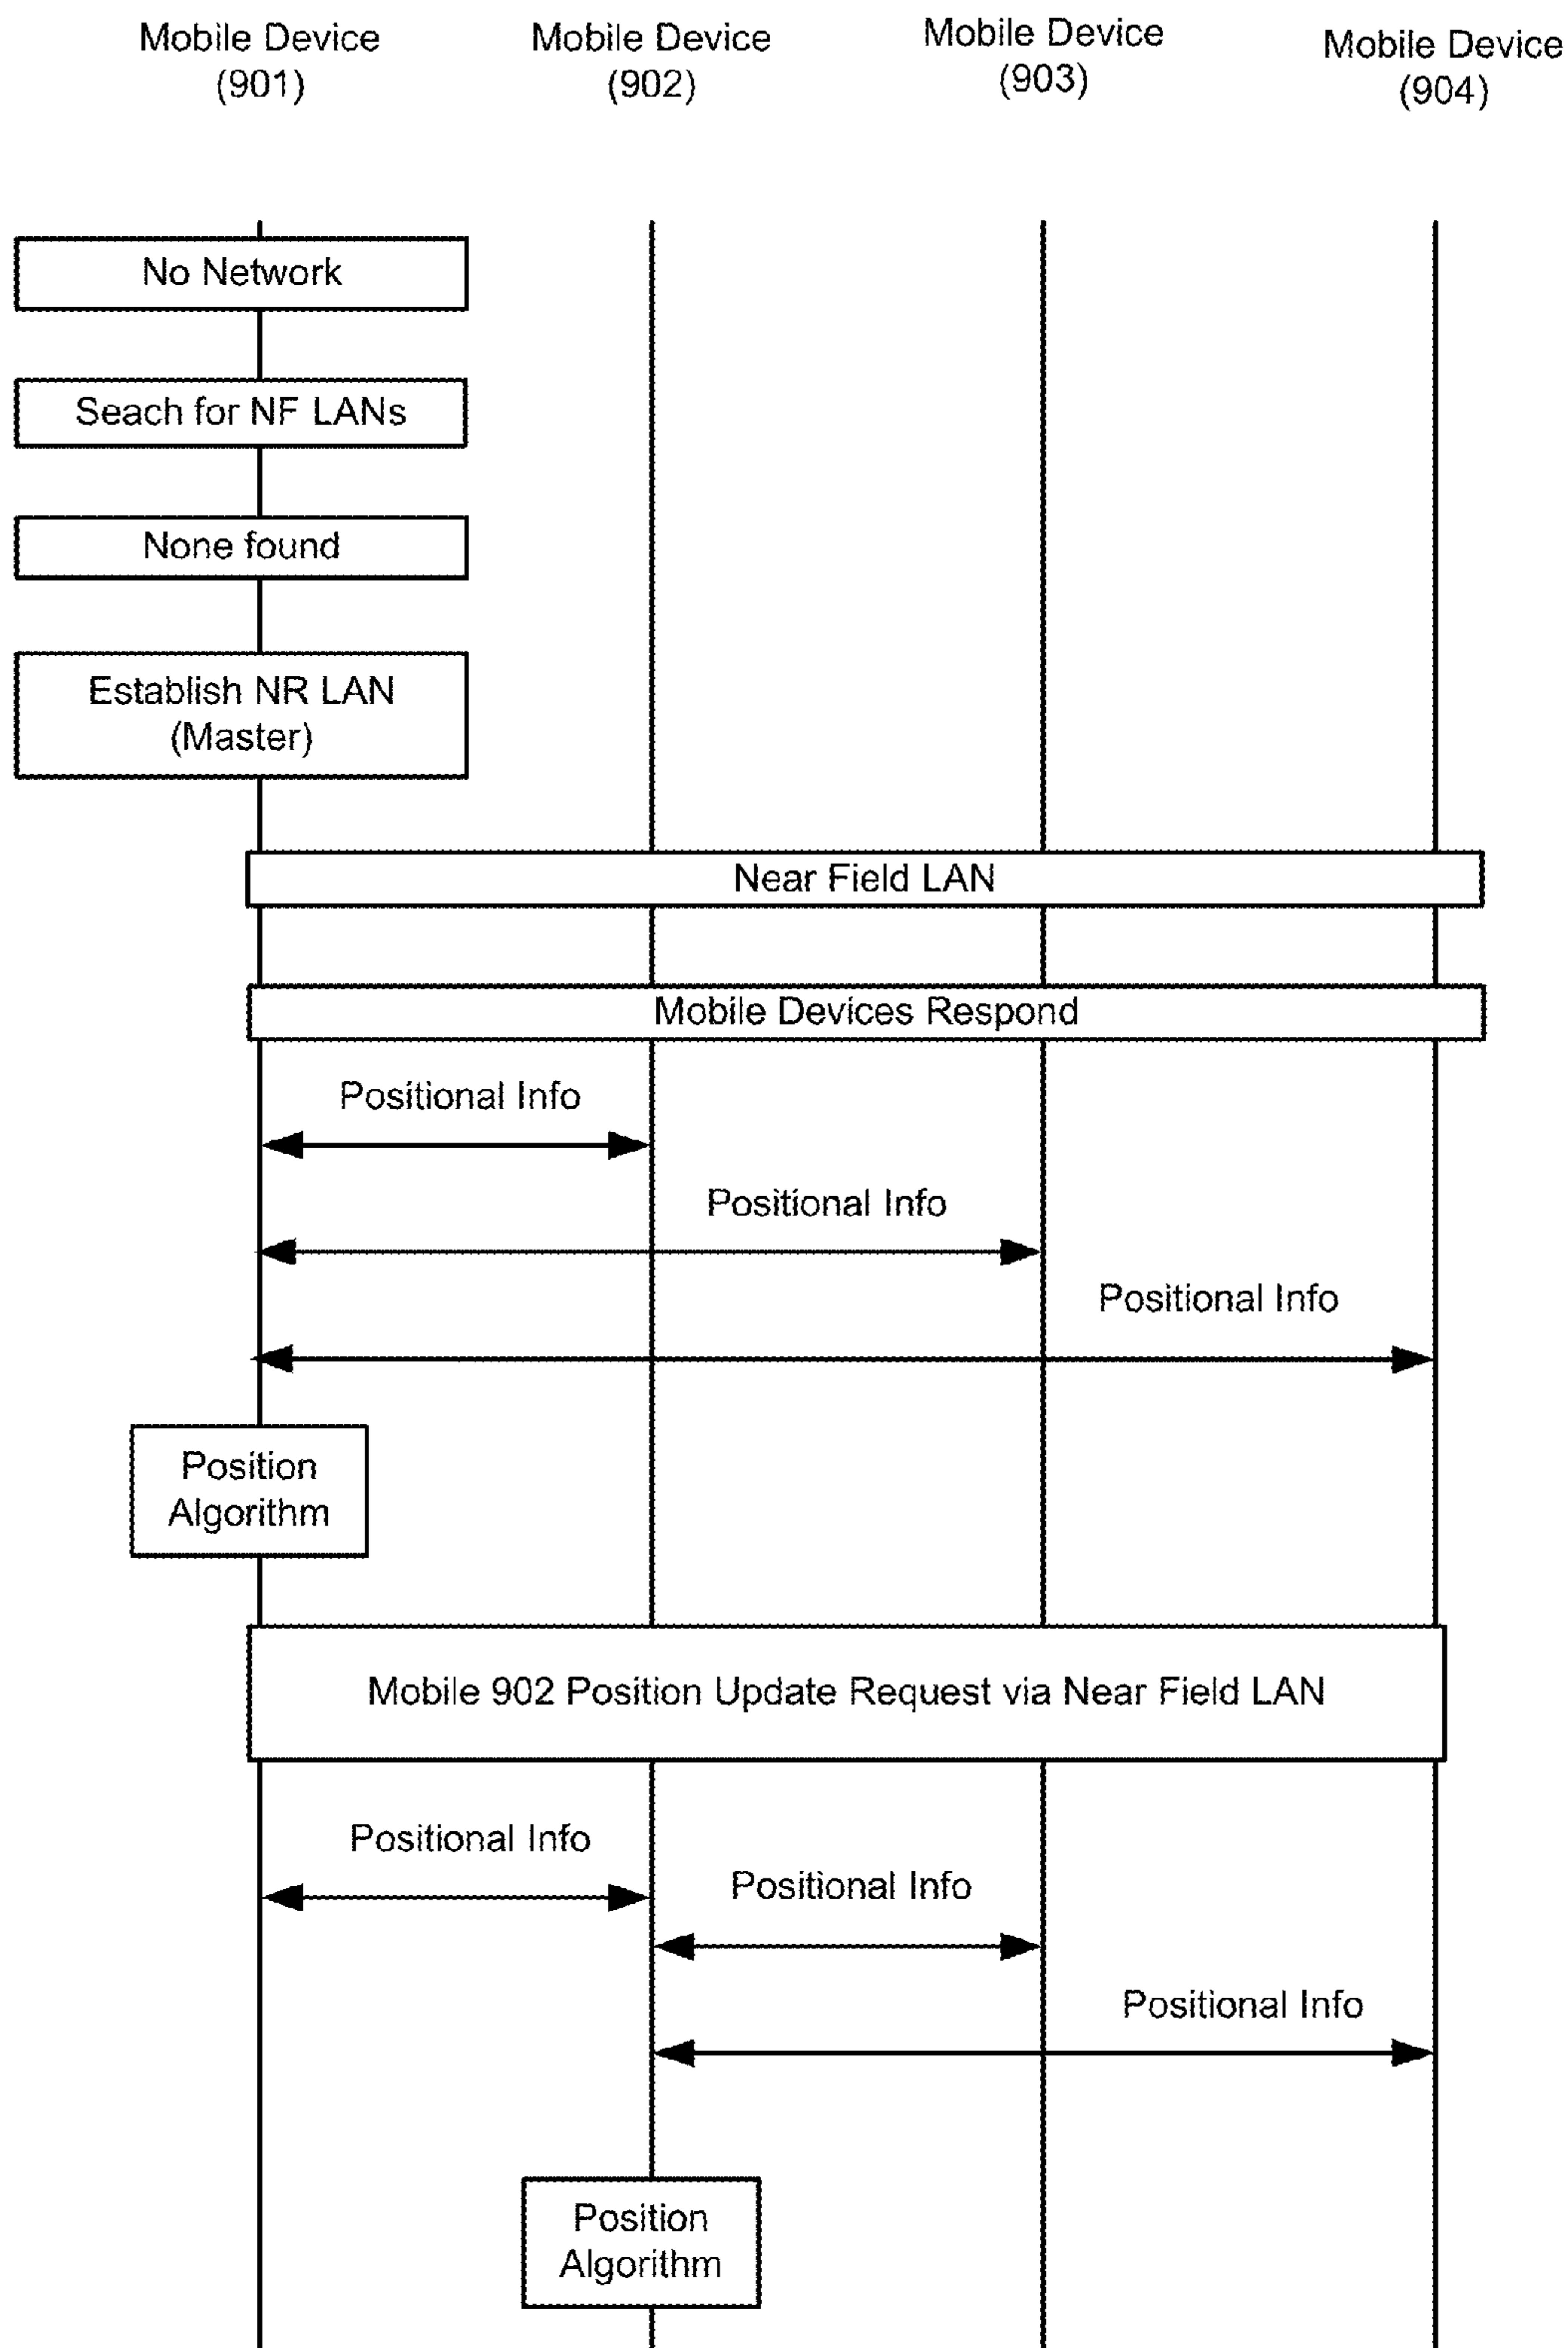 Mobile Device
(901)
Mobile Device
(902)
Mobile Device
(903)
Mobile Device
(904)
No Network
Seach for NF LANs
None found
Establish NR LAN
(Master)
Near Field LAN
Mobile Devices Respond
Positional Info
Positional Info
Positional Info
Position
Algorithm
Mobile 902 Position Update Request via Near Field LAN
Positional Info
Positional Info
Positional Info
Position
Algorithm